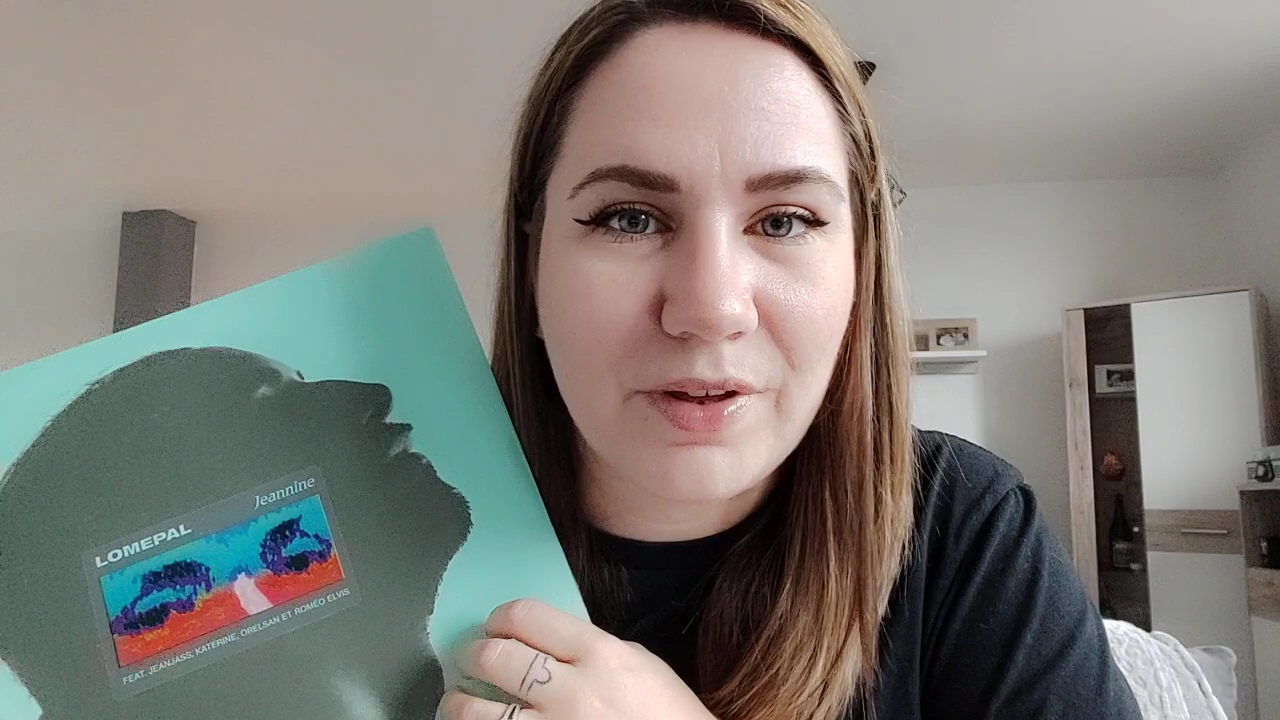 LOMEPAL
Jeannine
FEAT. JEANJASS, KATERINE, ORELSAN ET ROMÉO ELVIS